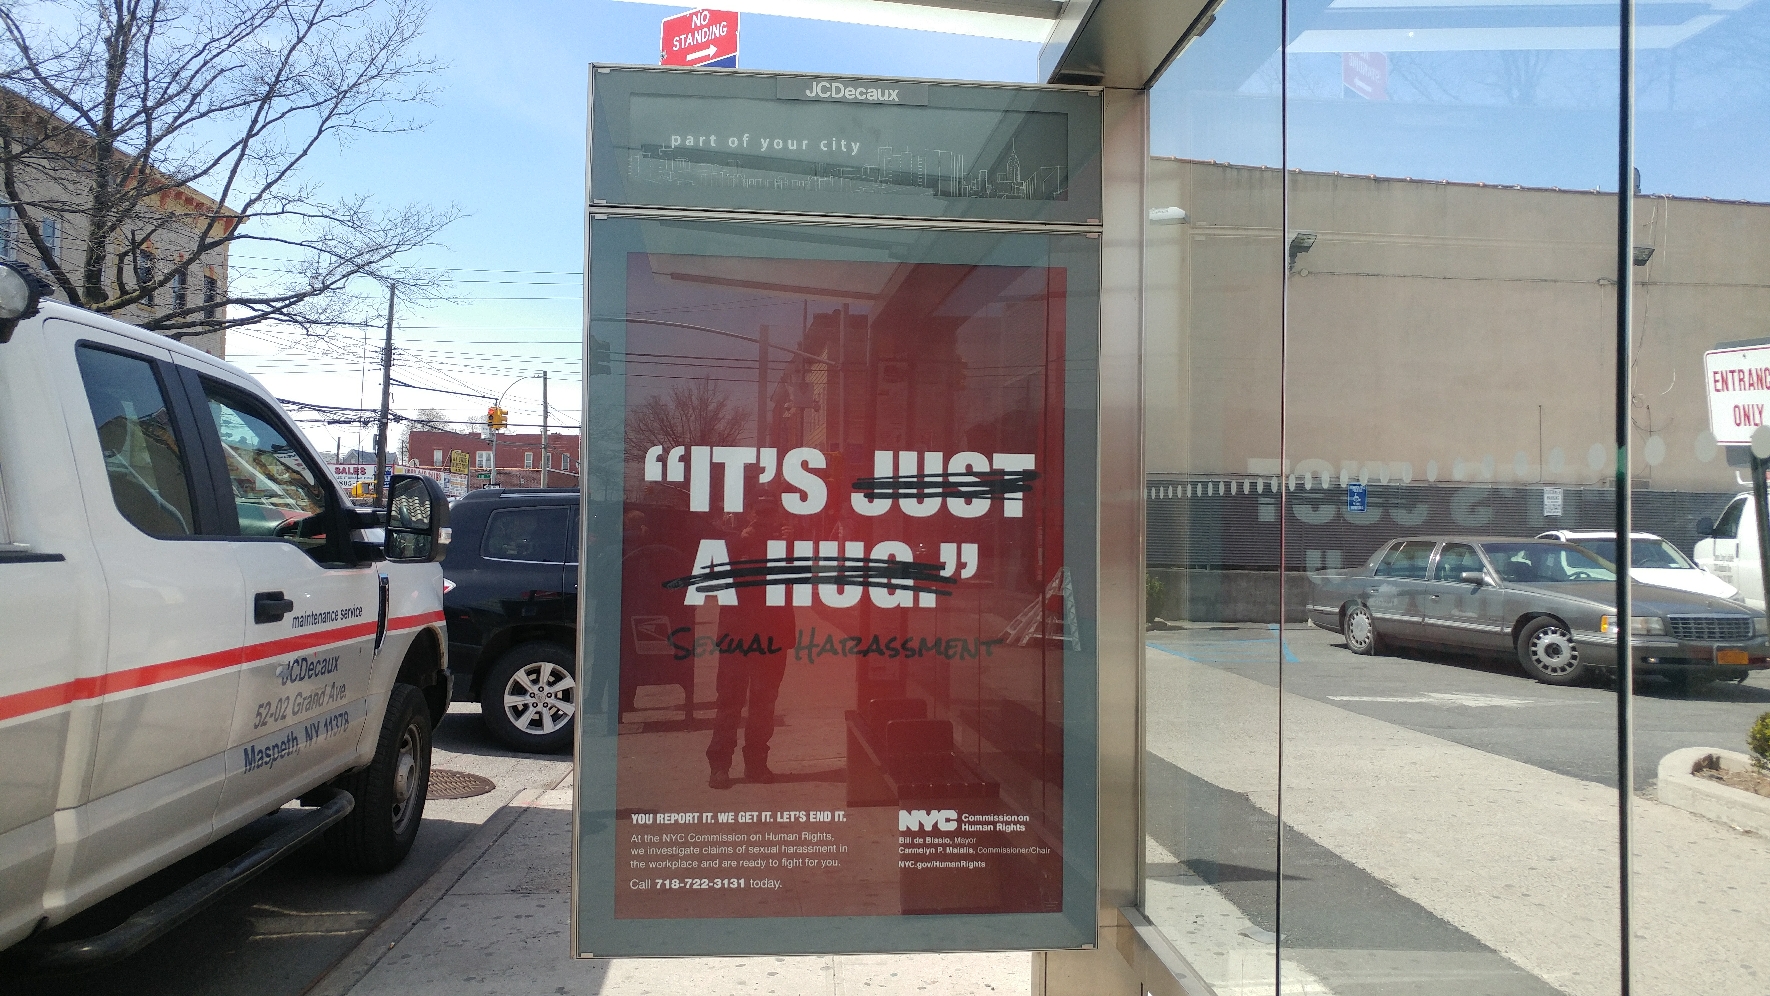 NO
STANDING
JCDecaux
part of your city
"IT'S JUST
A HUG."
SEXUAL HARASSMENT
YOU REPORT IT. WE GET IT. LET'S END IT.
At the NYC Commission on Human Rights,
we investigate claims of sexual harassment in
the workplace and are ready to fight for you.
Call 718-722-3131 today.
NYC Commission on
Human Rights
Bill de Blasio, Mayor
Carmelyn P. Malalis, Commissioner/Chair
NYC.gov/HumanRights
maintenance service
JCDecaux
52-02 Grand Ave.
Maspeth, NY 11378
SALES
ENTRANC
ONLY